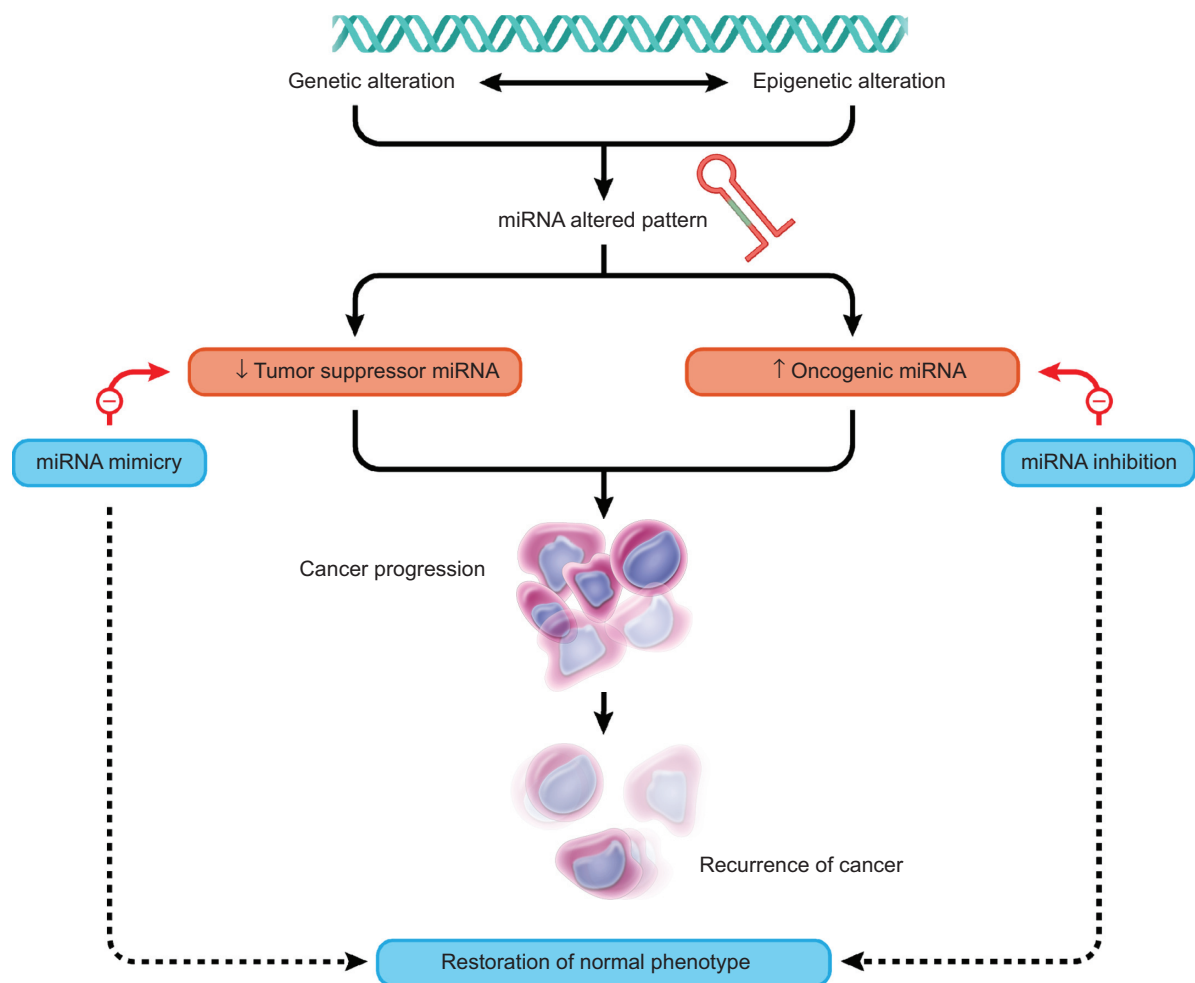 Genetic alteration
Epigenetic alteration
miRNA altered pattern
↓ Tumor suppressor miRNA
↑ Oncogenic miRNA
−
−
miRNA mimicry
miRNA inhibition
Cancer progression
Recurrence of cancer
Restoration of normal phenotype